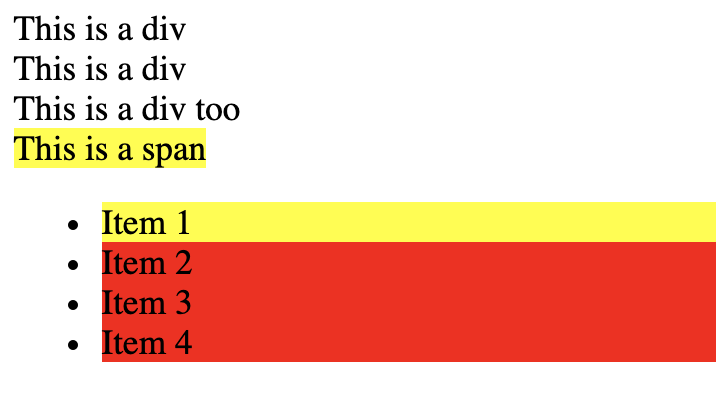 This is a div
This is a div
This is a div too
This is a span
Item 1
Item 2
Item 3
Item 4